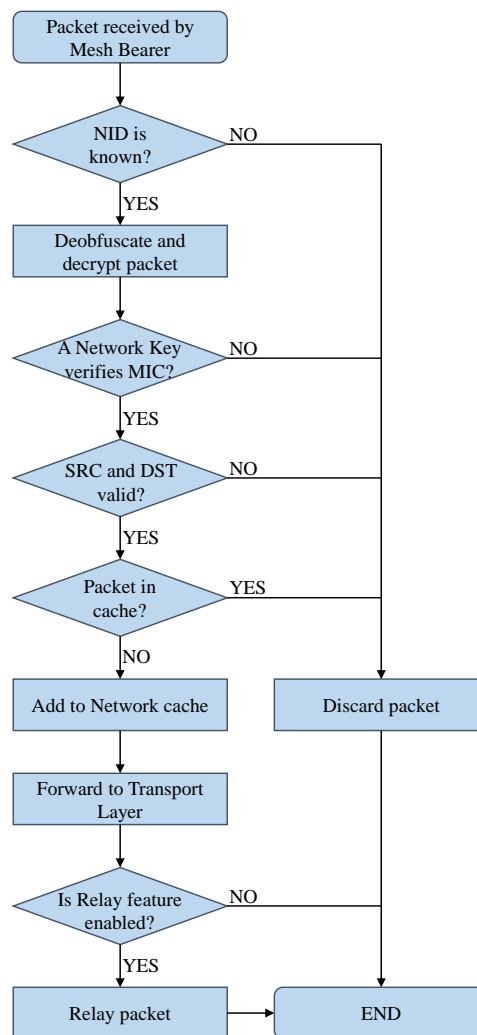 Packet received by
Mesh Bearer
NID is
known?
NO
YES
Deobfuscate and
decrypt packet
A Network Key
verifies MIC?
NO
YES
SRC and DST
valid?
NO
YES
Packet in
cache?
YES
NO
Add to Network cache
Discard packet
Forward to Transport
Layer
Is Relay feature
enabled?
NO
YES
Relay packet
END